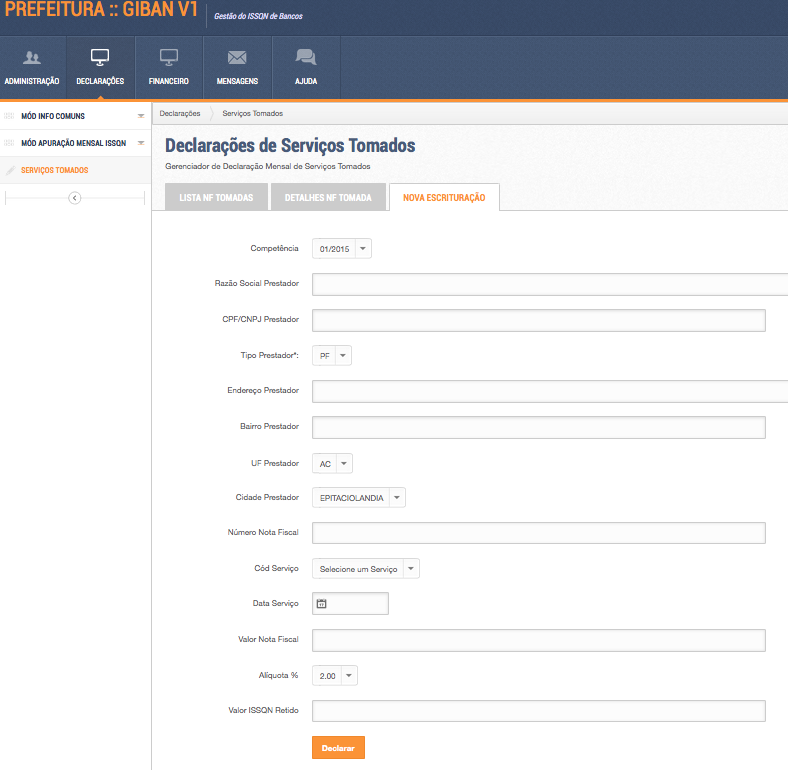 PREFEITURA :: GIBAN V1
Gestão do ISSQN de Bancos
ADMINISTRAÇÃO
DECLARAÇÕES
FINANCEIRO
MENSAGENS
AJUDA
MÓD INFO COMUNS
MÓD APURAÇÃO MENSAL ISSQN
SERVIÇOS TOMADOS
Declarações
Serviços Tomados
Declarações de Serviços Tomados
Gerenciador de Declaração Mensal de Serviços Tomados
LISTA NF TOMADAS
DETALHES NF TOMADA
NOVA ESCRITURAÇÃO
Competência 01/2015
Razão Social Prestador
CPF/CNPJ Prestador
Tipo Prestador*: PF
Endereço Prestador
Bairro Prestador
UF Prestador AC
Cidade Prestador EPITACIOLANDIA
Número Nota Fiscal
Cód Serviço Selecione um Serviço
Data Serviço
Valor Nota Fiscal
Alíquota % 2.00
Valor ISSQN Retido
Declarar